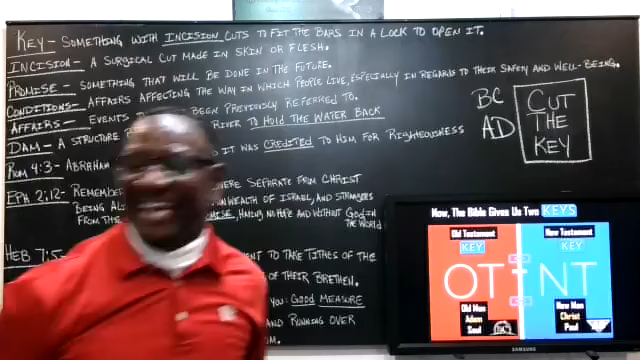 KEY - SOMETHING WITH INCISION CUTS TO FIT THE BARS IN A LOCK TO OPEN IT.
INCISION - A SURGICAL CUT MADE IN SKIN OR FLESH.
PROMISE - SOMETHING THAT WILL BE DONE IN THE FUTURE.
CONDITIONS - AFFAIRS AFFECTING THE WAY IN WHICH PEOPLE LIVE, ESPECIALLY IN REGARDS TO THEIR SAFETY AND WELL-BEING.
AFFAIRS - EVENTS BEEN PREVIOUSLY REFERRED TO.
DAM - A STRUCTURE RIVER TO HOLD THE WATER BACK
ROM 4:3 - ABRAHAM IT WAS CREDITED TO HIM FOR RIGHTEOUSNESS
EPH 2:12 - REMEMBER WERE SEPARATE FROM CHRIST
BEING OF ISRAEL, AND STRANGERS
FROM THE HAVING NO HOPE AND WITHOUT GOD IN THE WORLD
HEB 7:5 - TO TAKE TITHES OF THE
OF THEIR BRETHEN.
YOU: GOOD MEASURE
AND RUNNING OVER
BC
AD
CUT
THE
KEY
Now, The Bible Gives Us Two KEYS
Old Testament
KEY
OT
Old Man
Adam
Saul
New Testament
KEY
NT
New Man
Christ
Paul
SAMSUNG